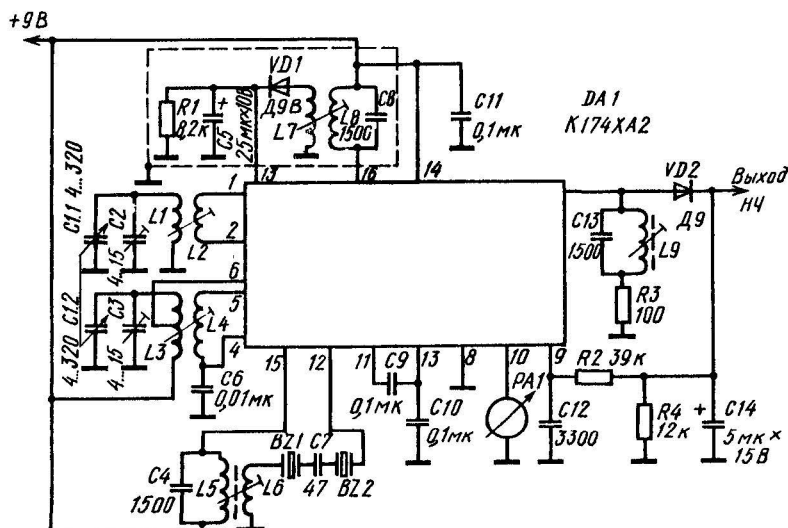 +9В
VD1
R1
8,2к
+
C5
25мк×10В
Д9В
L7
L8
1500
C8
C11
0,1мк
DA1
К174ХА2
13
16
14
C1.1 4...320
C2
4...15
L1
L2
1
2
6
5
4
C1.2
4...320
C3
4...15
L3
L4
C6
0,01мк
VD2
Выход
НЧ
Д9
C13
1500
L9
R3
100
15
12
11
13
8
10
9
C9
0,1мк
C10
0,1мк
PA1
R2 39к
C12
3300
R4
12к
+
C14
5мк×
15В
BZ1
C7
47
BZ2
C4
1500
L5
L6